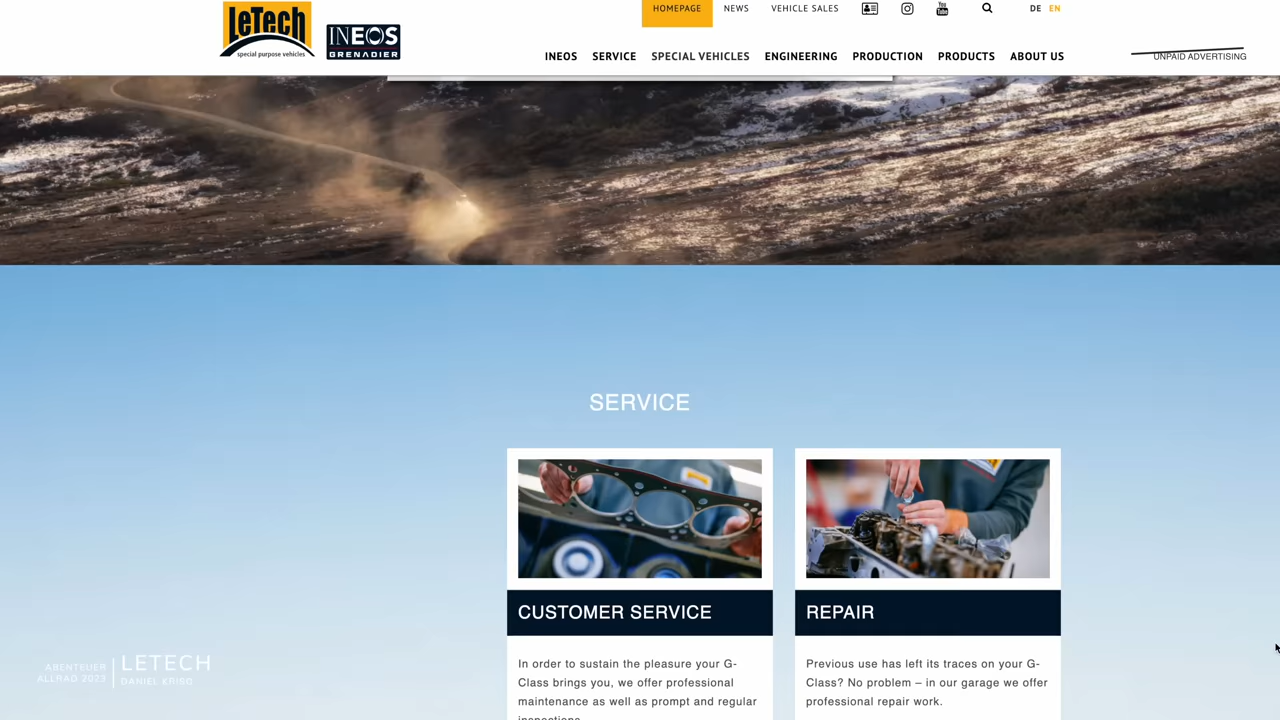 LeTech
special purpose vehicles
INEOS
GRENADIER
HOMEPAGE NEWS VEHICLE SALES You Tube DE EN
INEOS SERVICE SPECIAL VEHICLES ENGINEERING PRODUCTION PRODUCTS ABOUT US
UNPAID ADVERTISING
SERVICE
CUSTOMER SERVICE
In order to sustain the pleasure your G-
Class brings you, we offer professional
maintenance as well as prompt and regular
inspections.
REPAIR
Previous use has left its traces on your G-
Class? No problem – in our garage we offer
professional repair work.
ABENTEUER
ALLRAD 2023
LETECH
DANIEL